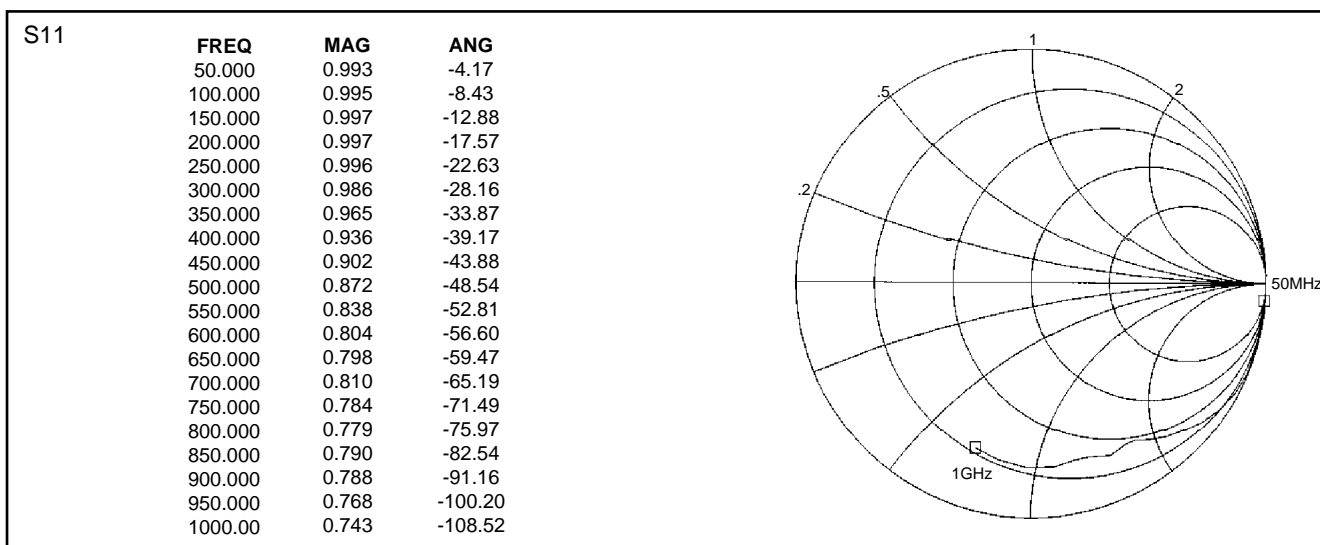 S11
FREQ MAG ANG
50.000 0.993 -4.17
100.000 0.995 -8.43
150.000 0.997 -12.88
200.000 0.997 -17.57
250.000 0.996 -22.63
300.000 0.986 -28.16
350.000 0.965 -33.87
400.000 0.936 -39.17
450.000 0.902 -43.88
500.000 0.872 -48.54
550.000 0.838 -52.81
600.000 0.804 -56.60
650.000 0.798 -59.47
700.000 0.810 -65.19
750.000 0.784 -71.49
800.000 0.779 -75.97
850.000 0.790 -82.54
900.000 0.788 -91.16
950.000 0.768 -100.20
1000.00 0.743 -108.52
1
.5
2
.2
50MHz
1GHz